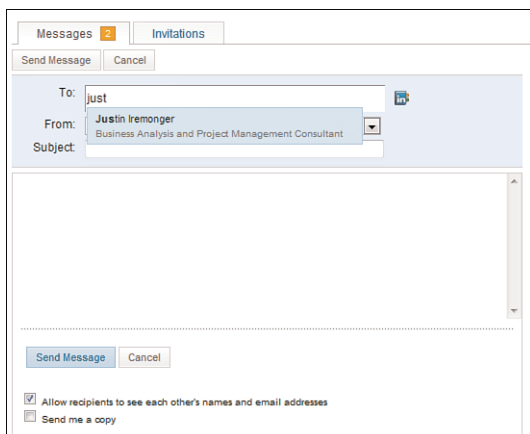 Messages 2 Invitations
Send Message Cancel
To: just in
Justin Iremonger
From: Business Analysis and Project Management Consultant
Subject:
Send Message Cancel
Allow recipients to see each other's names and email addresses
Send me a copy